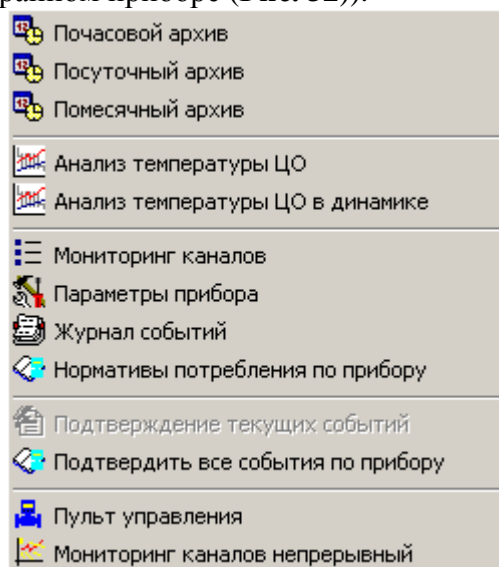 приборе
Почасовой архив
Посуточный архив
Помесячный архив
Анализ температуры ЦО
Анализ температуры ЦО в динамике
Мониторинг каналов
Параметры прибора
Журнал событий
Нормативы потребления по прибору
Подтверждение текущих событий
Подтвердить все события по прибору
Пульт управления
Мониторинг каналов непрерывный